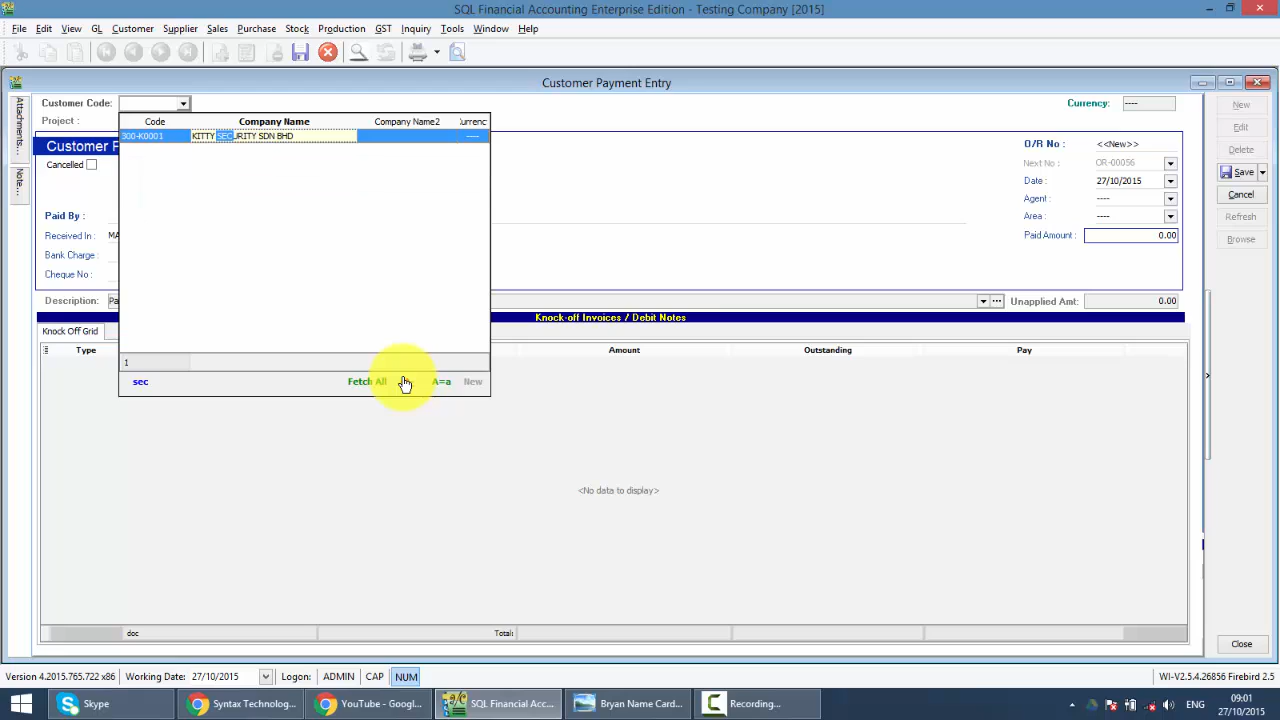 SQL Financial Accounting Enterprise Edition - Testing Company [2015]
File Edit View GL Customer Supplier Sales Purchase Stock Production GST Inquiry Tools Window Help
Customer Payment Entry
Attachments...
Note...
Customer Code:
Currency: ----
Project :
Code Company Name Company Name2
300-K0001 KITTY SECURITY SDN BHD ----
Customer P
Cancelled
O/R No : <<New>>
Next No : OR-00056
Date : 27/10/2015
Agent : ----
Area : ----
Paid Amount : 0.00
Paid By :
Received In : MA
Bank Charge :
Cheque No :
1
sec Fetch All A=a New
Description: Pa
Unapplied Amt: 0.00
Knock-off Invoices / Debit Notes
Knock Off Grid
Type Amount Outstanding Pay
<No data to display>
doc Total:
New
Edit
Delete
Save
Cancel
Refresh
Browse
Close
Version 4.2015.765.722 x86 Working Date: 27/10/2015 Logon: ADMIN CAP NUM WI-V2.5.4.26856 Firebird 2.5
Skype Syntax Technolog... YouTube - Googl... SQL Financial Acc... Bryan Name Card... Recording... ENG 09:01
27/10/2015